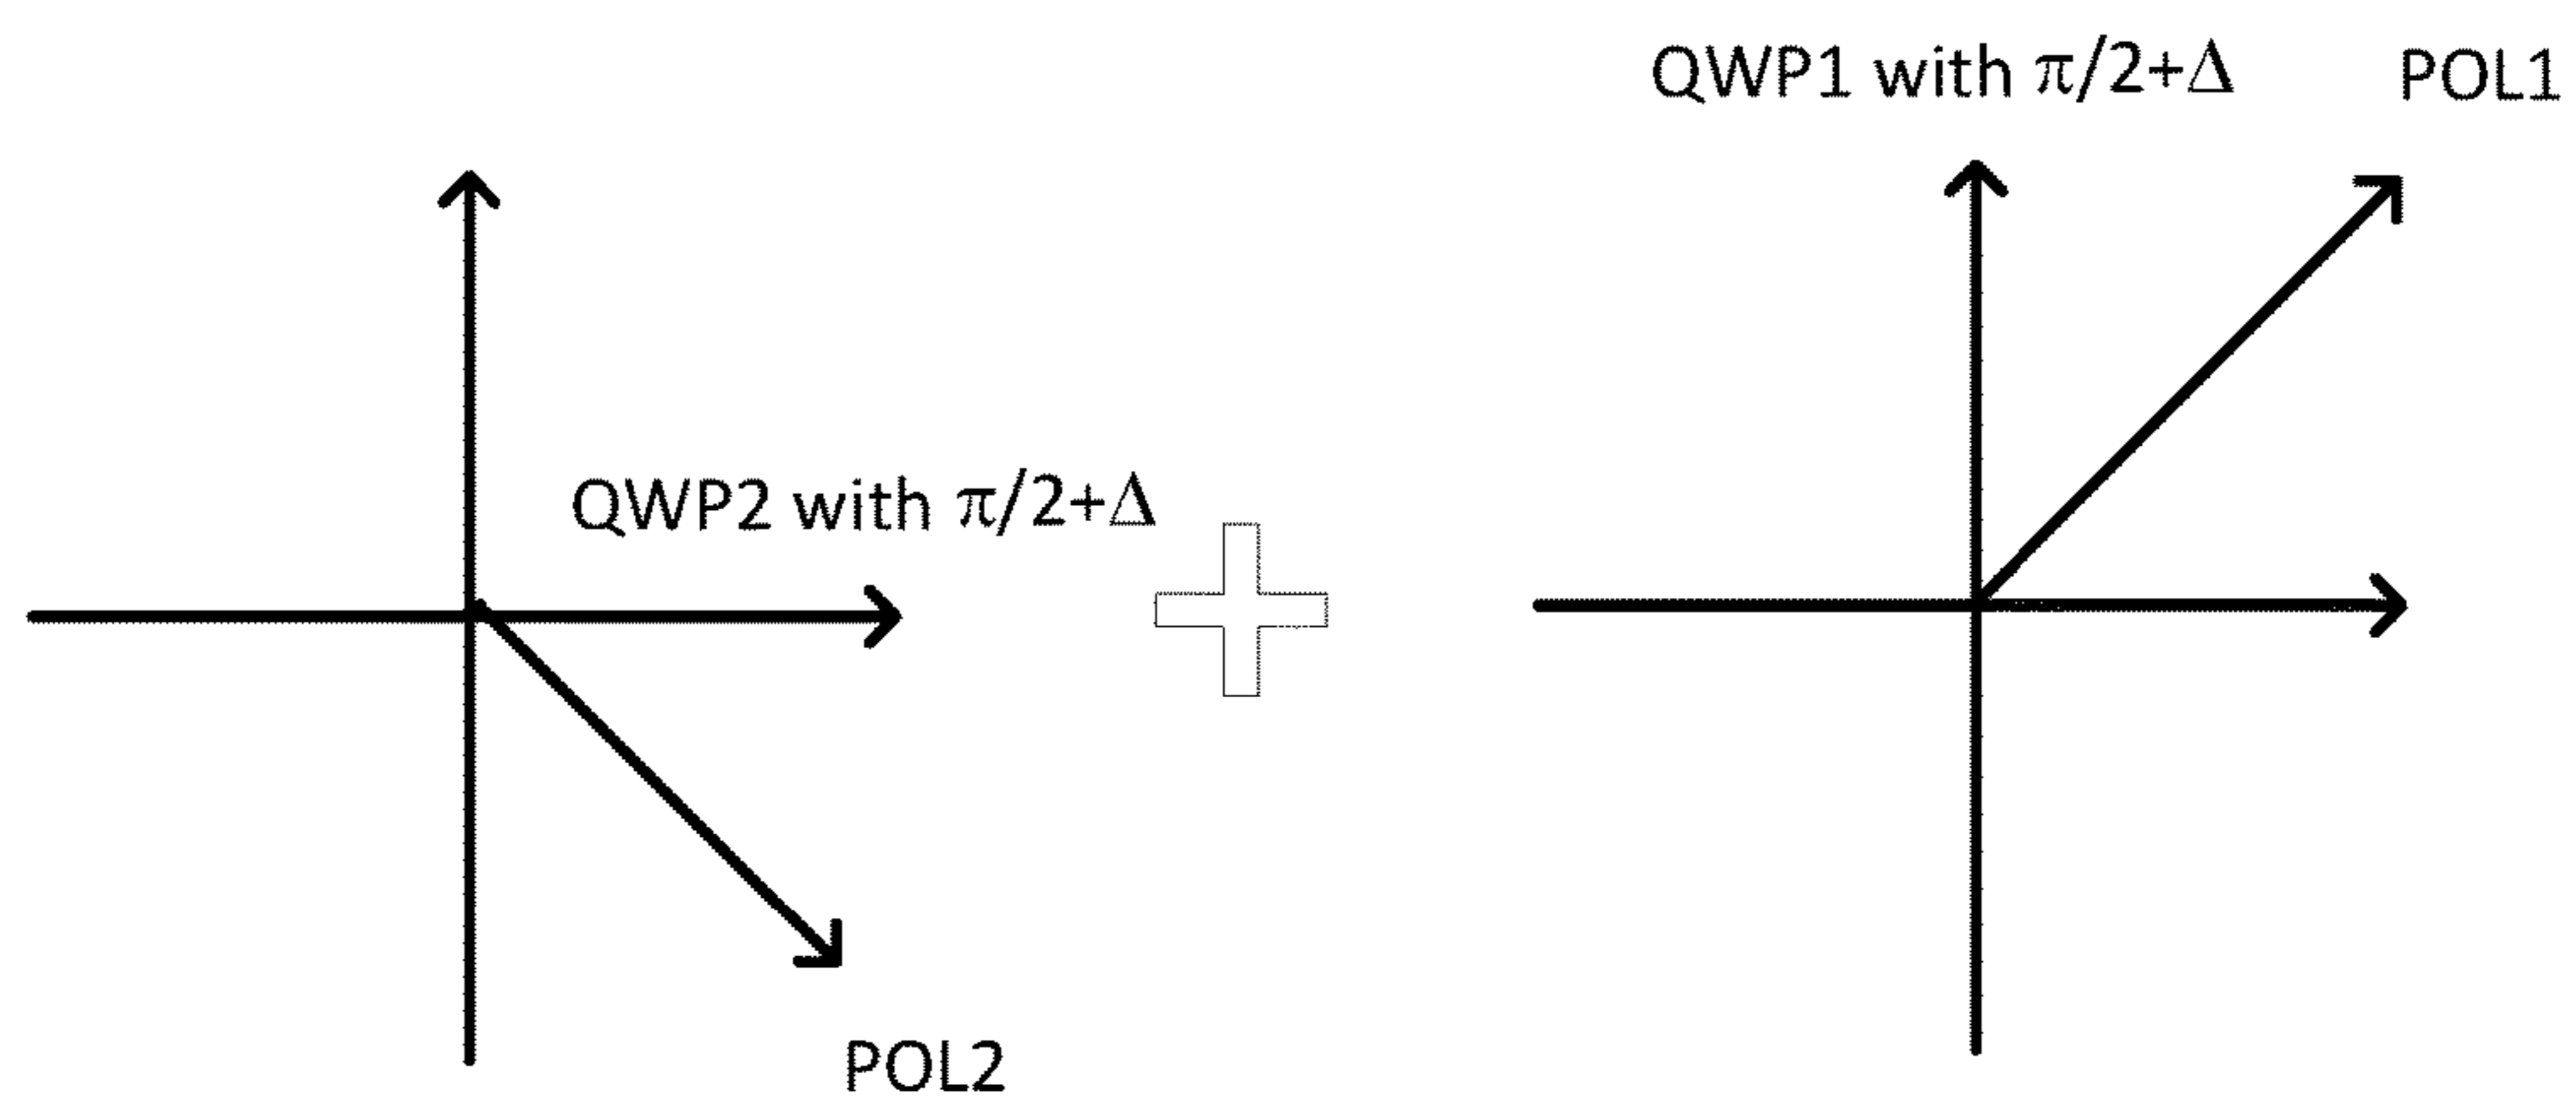 QWP1 with π/2+Δ
POL1
QWP2 with π/2+Δ
POL2